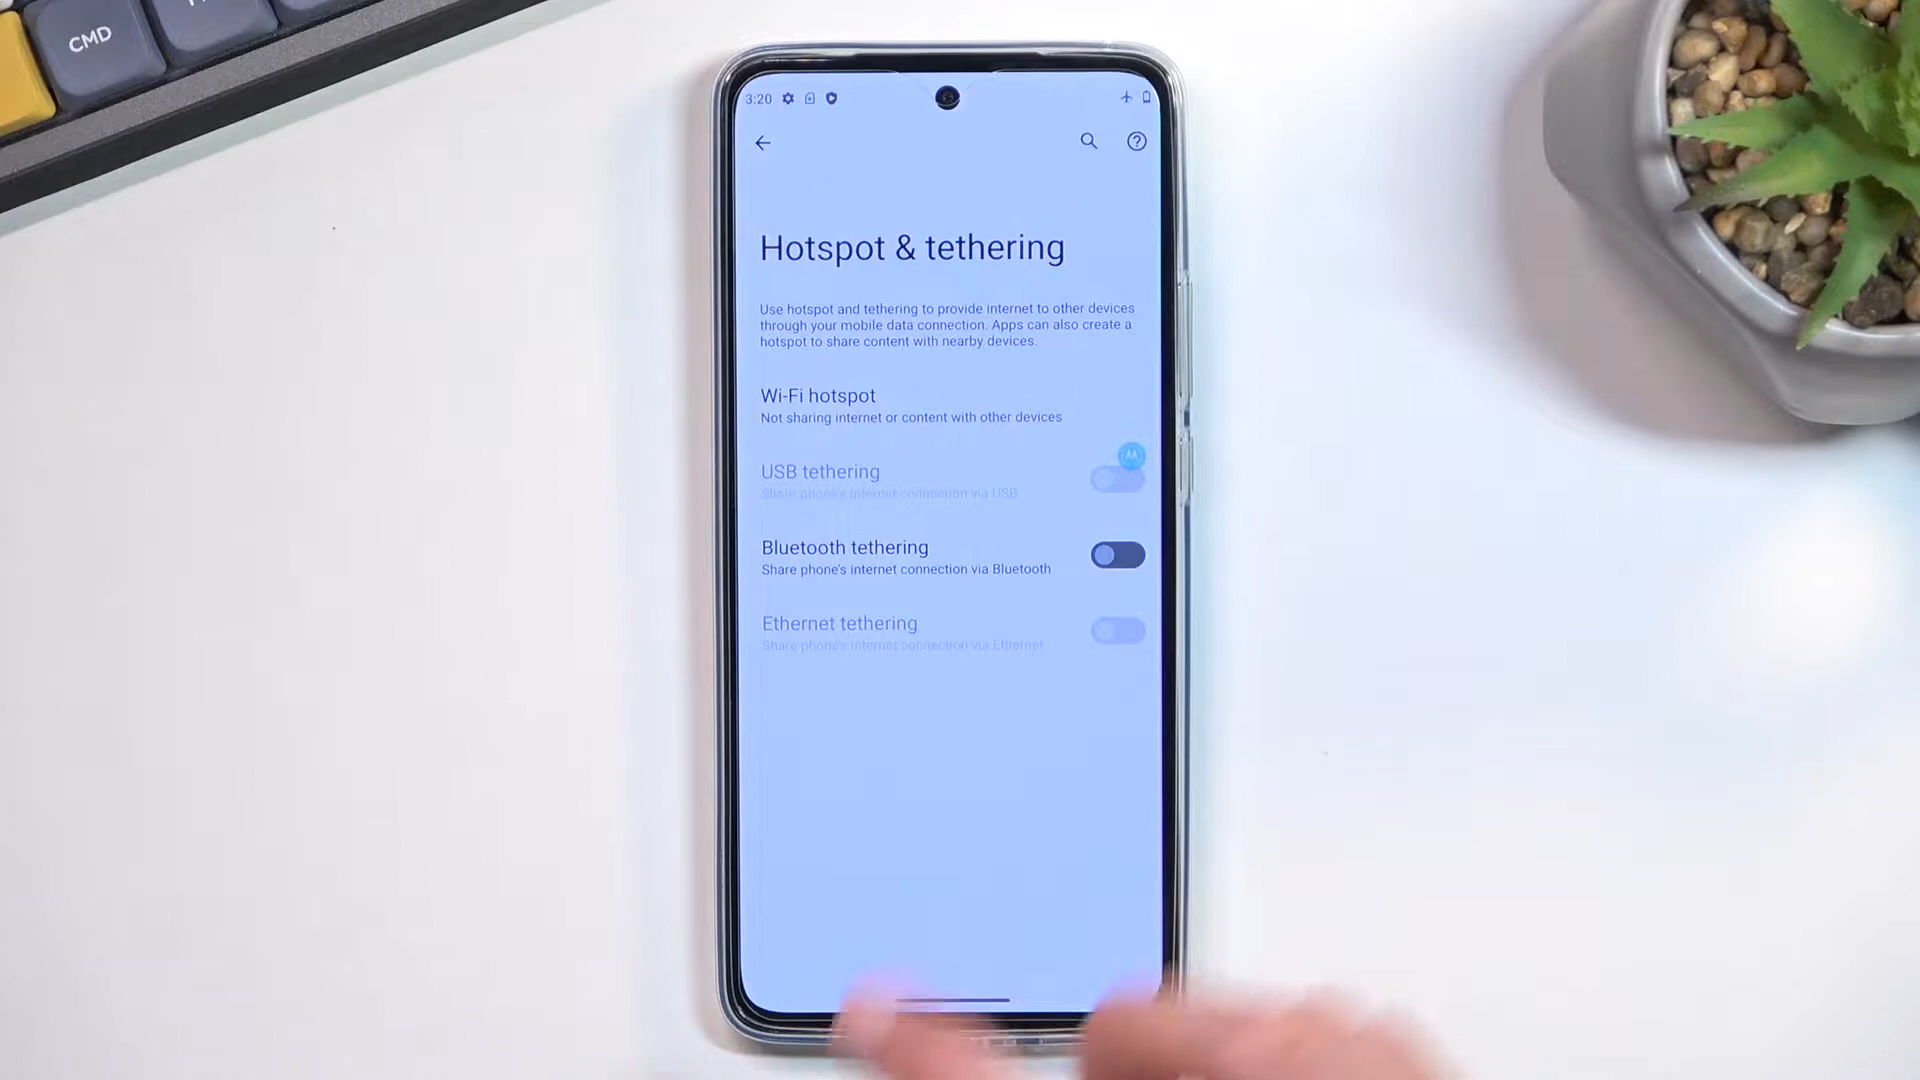 CMD
3:20
Hotspot & tethering
Use hotspot and tethering to provide internet to other devices
through your mobile data connection. Apps can also create a
hotspot to share content with nearby devices.
Wi-Fi hotspot
Not sharing internet or content with other devices
USB tethering
Share phone's internet connection via USB
Bluetooth tethering
Share phone's internet connection via Bluetooth
Ethernet tethering
Share phone's internet connection via Ethernet